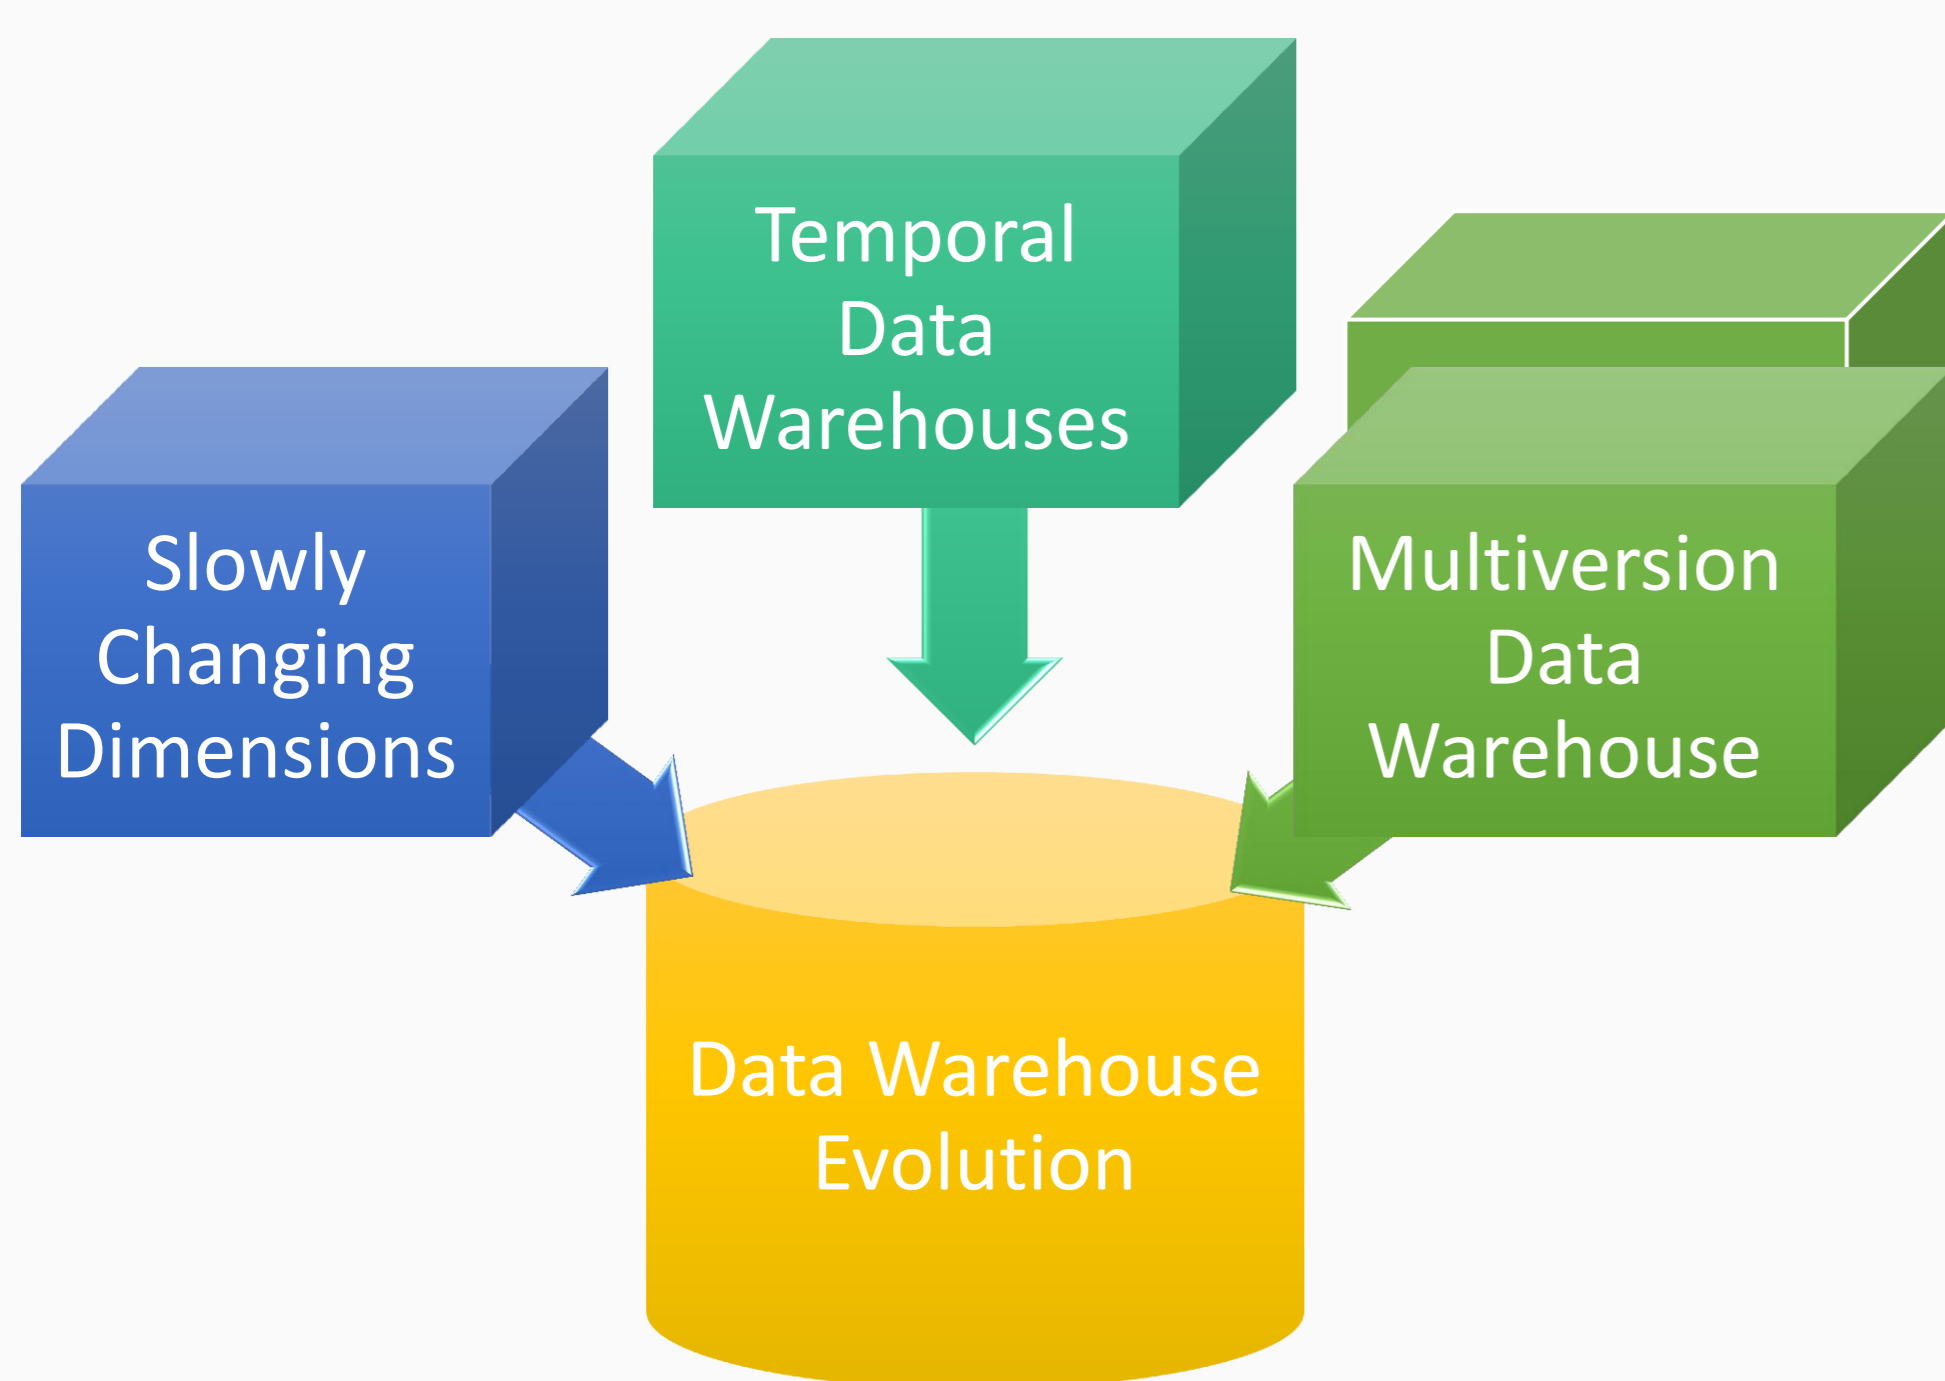 Temporal
Data
Warehouses
Slowly
Changing
Dimensions
Multiversion
Data
Warehouse
Data Warehouse
Evolution